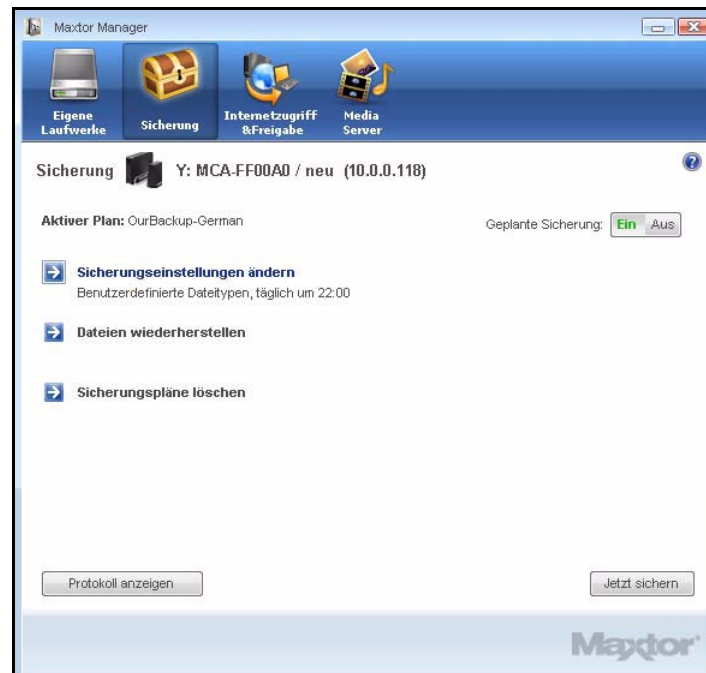 Maxtor Manager
Eigene
Laufwerke
Sicherung
Internetzugriff
&Freigabe
Media
Server
Sicherung Y: MCA-FF00A0 / neu (10.0.0.118)
?
Aktiver Plan: OurBackup-German
Geplante Sicherung: Ein Aus
Sicherungseinstellungen ändern
Benutzerdefinierte Dateitypen, täglich um 22:00
Dateien wiederherstellen
Sicherungspläne löschen
Protokoll anzeigen
Jetzt sichern
Maxtor